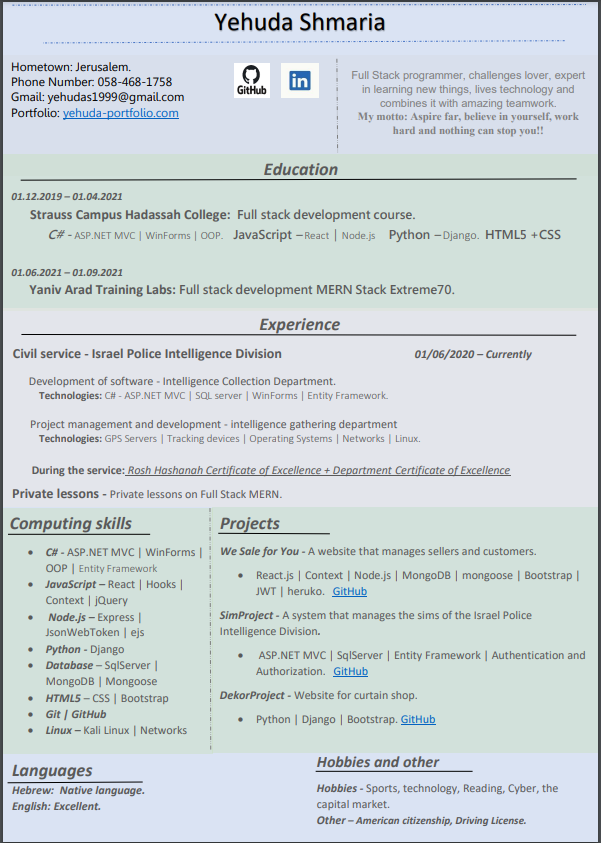 Yehuda Shmaria
Hometown: Jerusalem.
Phone Number: 058-468-1758
Gmail: yehudas1999@gmail.com
Portfolio: yehuda-portfolio.com
GitHub
in
Full Stack programmer, challenges lover, expert
in learning new things, lives technology and
combines it with amazing teamwork.
My motto: Aspire far, believe in yourself, work
hard and nothing can stop you!!
Education
01.12.2019 – 01.04.2021
Strauss Campus Hadassah College: Full stack development course.
C# - ASP.NET MVC | WinForms | OOP. JavaScript – React | Node.js Python – Django. HTML5 + CSS
01.06.2021 – 01.09.2021
Yaniv Arad Training Labs: Full stack development MERN Stack Extreme70.
Experience
Civil service - Israel Police Intelligence Division 01/06/2020 – Currently
Development of software - Intelligence Collection Department.
Technologies: C# - ASP.NET MVC | SQL server | WinForms | Entity Framework.
Project management and development - intelligence gathering department
Technologies: GPS Servers | Tracking devices | Operating Systems | Networks | Linux.
During the service: Rosh Hashanah Certificate of Excellence + Department Certificate of Excellence
Private lessons - Private lessons on Full Stack MERN.
Computing skills
• C# - ASP.NET MVC | WinForms |
OOP | Entity Framework
• JavaScript – React | Hooks |
Context | jQuery
• Node.js – Express |
JsonWebToken | ejs
• Python - Django
• Database – SqlServer |
MongoDB | Mongoose
• HTML5 – CSS | Bootstrap
• Git | GitHub
• Linux – Kali Linux | Networks
Projects
We Sale for You - A website that manages sellers and customers.
• React.js | Context | Node.js | MongoDB | mongoose | Bootstrap |
JWT | heruko. GitHub
SimProject - A system that manages the sims of the Israel Police
Intelligence Division.
• ASP.NET MVC | SqlServer | Entity Framework | Authentication and
Authorization. GitHub
DekorProject - Website for curtain shop.
• Python | Django | Bootstrap. GitHub
Languages
Hebrew: Native language.
English: Excellent.
Hobbies and other
Hobbies - Sports, technology, Reading, Cyber, the
capital market.
Other – American citizenship, Driving License.